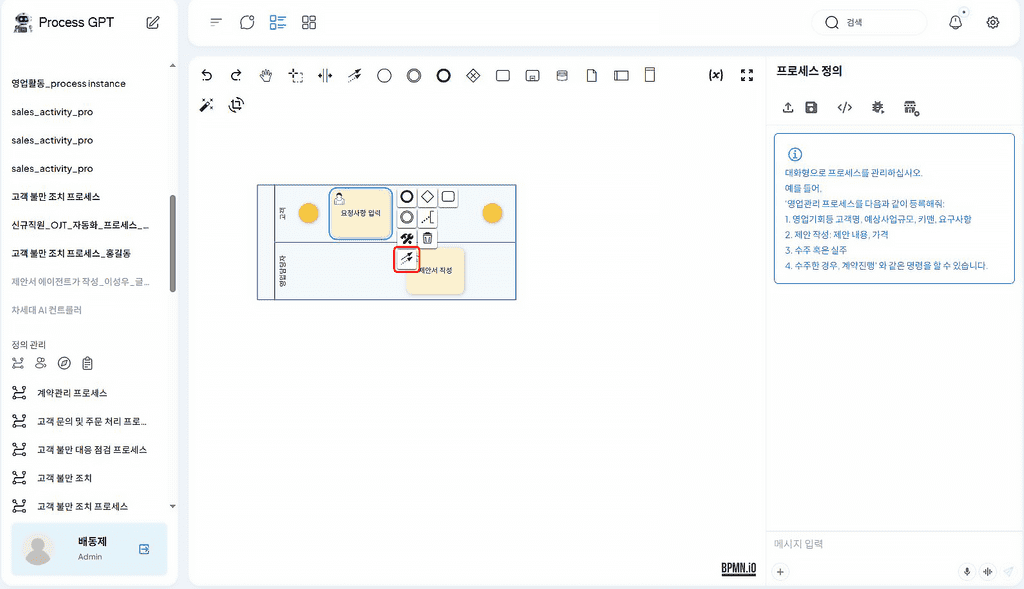 Process GPT
검색
영업활동_process instance
sales_activity_pro
sales_activity_pro
sales_activity_pro
고객 불만 조치 프로세스
신규직원_OJT_자동화_프로세스_...
고객 불만 조치 프로세스_홍길동
제안서 에이전트가 작성_이성우_글...
차세대 AI 컨트롤러
정의 관리
계약관리 프로세스
고객 문의 및 주문 처리 프로...
고객 불만 대응 점검 프로세스
고객 불만 조치
고객 불만 조치 프로세스
배동제
Admin
(x)
고객
요청사항 입력
영업담당자
제안서 작성
BPMN.iO
프로세스 정의
대화형으로 프로세스를 관리하십시오.
예를 들어,
'영업관리 프로세스를 다음과 같이 등록해줘:
1. 영업기회등 고객명, 예상사업규모, 키맨, 요구사항
2. 제안 작성: 제안 내용, 가격
3. 수주 혹은 실주
4. 수주한 경우, 계약진행' 와 같은 명령을 할 수 있습니다.
메시지 입력